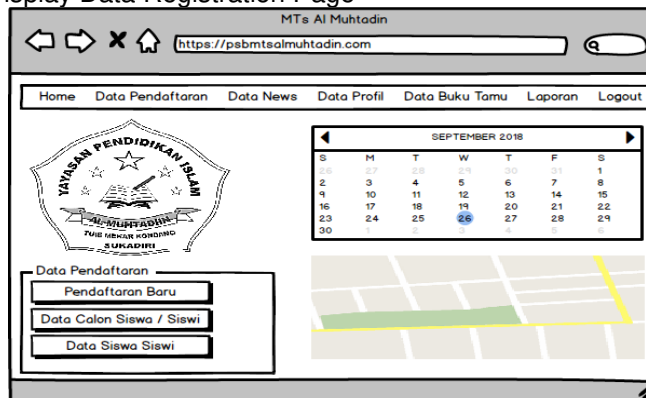 isplay Data Registration Page
MTs Al Muhtadin
https://psbmtsalmuhtadin.com
Home Data Pendaftaran Data News Data Profil Data Buku Tamu Laporan Logout
YAYASAN PENDIDIKAN ISLAM
AL-MUHTADIIN
SUKADIRI
SEPTEMBER 2018
S M T W T F S
26 27 28 29 30 31 1
2 3 4 5 6 7 8
9 10 11 12 13 14 15
16 17 18 19 20 21 22
23 24 25 26 27 28 29
30 1 2 3 4 5 6
Data Pendaftaran
Pendaftaran Baru
Data Calon Siswa / Siswi
Data Siswa Siswi